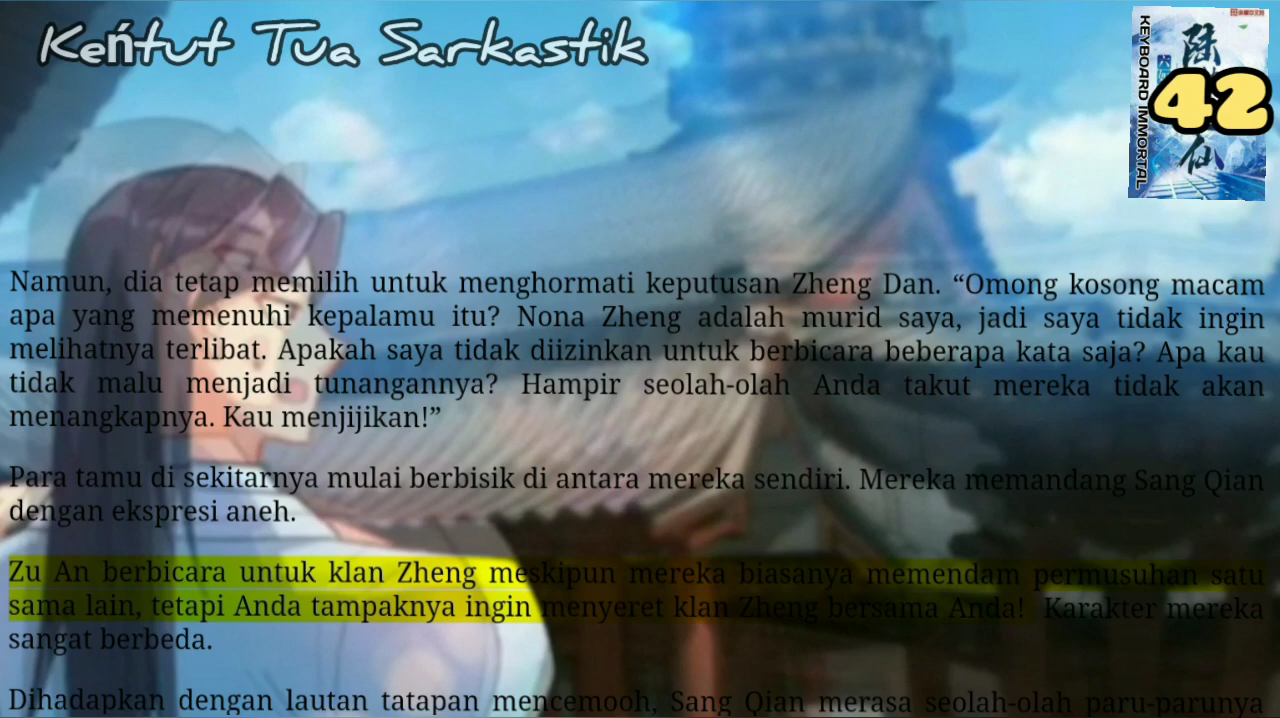 Keńtut Tua Sarkastik
KEYBOARD IMMORTAL
42
Namun, dia tetap memilih untuk menghormati keputusan Zheng Dan. “Omong kosong macam
apa yang memenuhi kepalamu itu? Nona Zheng adalah murid saya, jadi saya tidak ingin
melihatnya terlibat. Apakah saya tidak diizinkan untuk berbicara beberapa kata saja? Apa kau
tidak malu menjadi tunangannya? Hampir seolah-olah Anda takut mereka tidak akan
menangkapnya. Kau menjijikan!”
Para tamu di sekitarnya mulai berbisik di antara mereka sendiri. Mereka memandang Sang Qian
dengan ekspresi aneh.
Zu An berbicara untuk klan Zheng meskipun mereka biasanya memendam permusuhan satu
sama lain, tetapi Anda tampaknya ingin menyeret klan Zheng bersama Anda! Karakter mereka
sangat berbeda.
Dihadapkan dengan lautan tatapan mencemooh, Sang Qian merasa seolah-olah paru-parunya